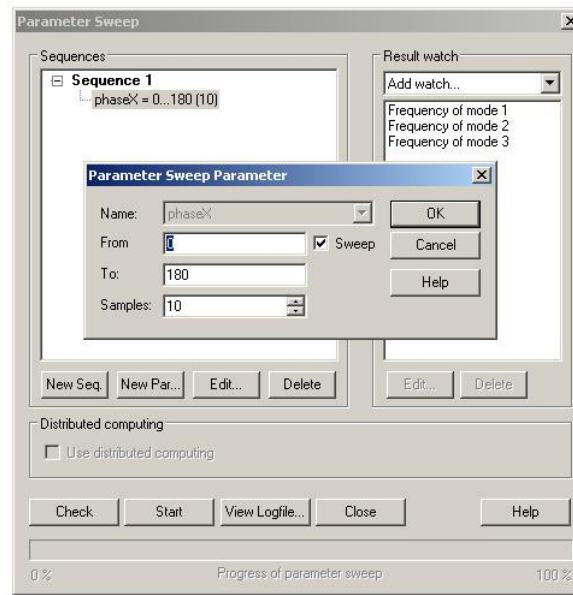 Parameter Sweep
Sequences
Sequence 1
phaseX = 0...180 (10)
Result watch
Add watch...
Frequency of mode 1
Frequency of mode 2
Frequency of mode 3
Parameter Sweep Parameter
Name: phaseX
From 0 Sweep
To: 180
Samples: 10
OK
Cancel
Help
New Seq. New Par... Edit... Delete
Edit... Delete
Distributed computing
Use distributed computing
Check Start View Logfile... Close Help
0 % Progress of parameter sweep 100 %